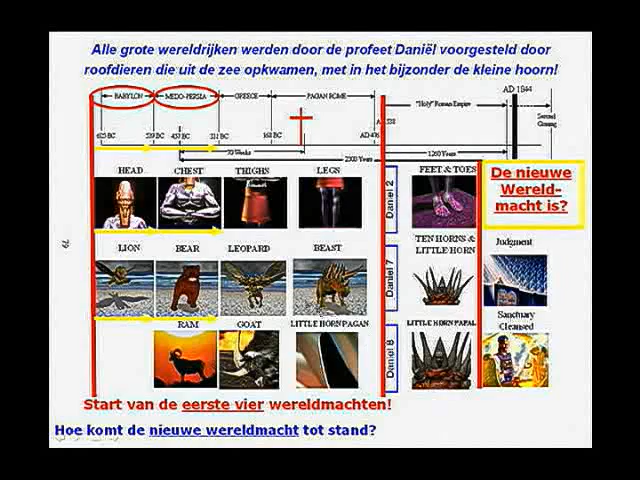 Alle grote wereldrijken werden door de profeet Daniël voorgesteld door
roofdieren die uit de zee opkwamen, met in het bijzonder de kleine hoorn!
BABYLON MEDO-PERSIA GREECE PAGAN ROME "Holy" Roman Empire AD 1844
Second
Coming
539 BC 457 BC 331 BC 168 BC AD 476 538
70 Weeks 1260 Years
2300 Years
HEAD CHEST THIGHS LEGS Daniel 2 FEET & TOES
De nieuwe
Wereld-
macht is?
79
LION BEAR LEOPARD BEAST Daniel 7 TEN HORNS &
LITTLE HORN
Judgment
RAM GOAT LITTLE HORN PAGAN Daniel 8 LITTLE HORN PAPAL
Sanctuary
Cleansed
Start van de eerste vier wereldmachten!
Hoe komt de nieuwe wereldmacht tot stand?